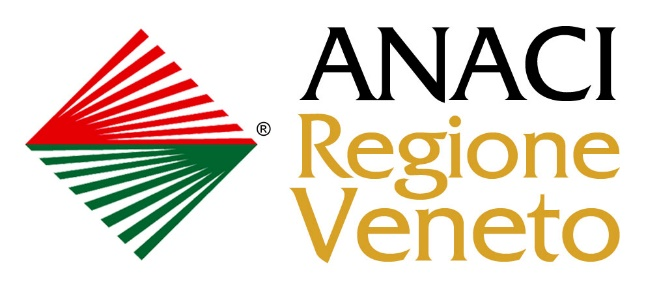 ®
ANACI
Regione
Veneto